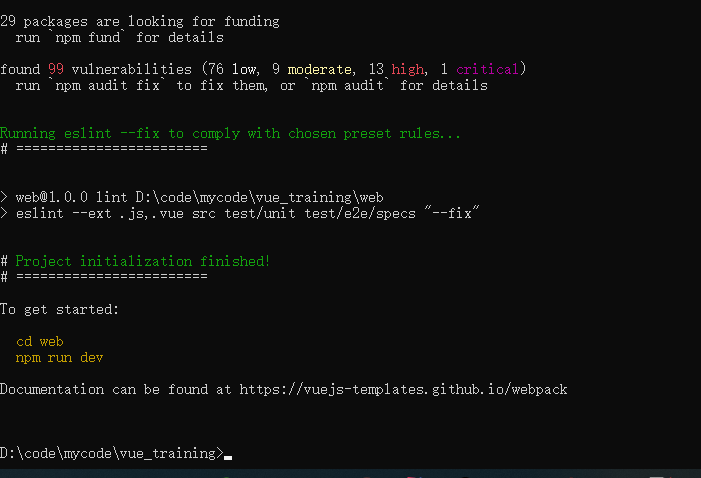 29 packages are looking for funding
run `npm fund` for details
found 99 vulnerabilities (76 low, 9 moderate, 13 high, 1 critical)
run `npm audit fix` to fix them, or `npm audit` for details
Running eslint --fix to comply with chosen preset rules...
# ========================
> web@1.0.0 lint D:\code\mycode\vue_training\web
> eslint --ext .js,.vue src test/unit test/e2e/specs "--fix"
# Project initialization finished!
# ========================
To get started:
cd web
npm run dev
Documentation can be found at https://vuejs-templates.github.io/webpack
D:\code\mycode\vue_training>